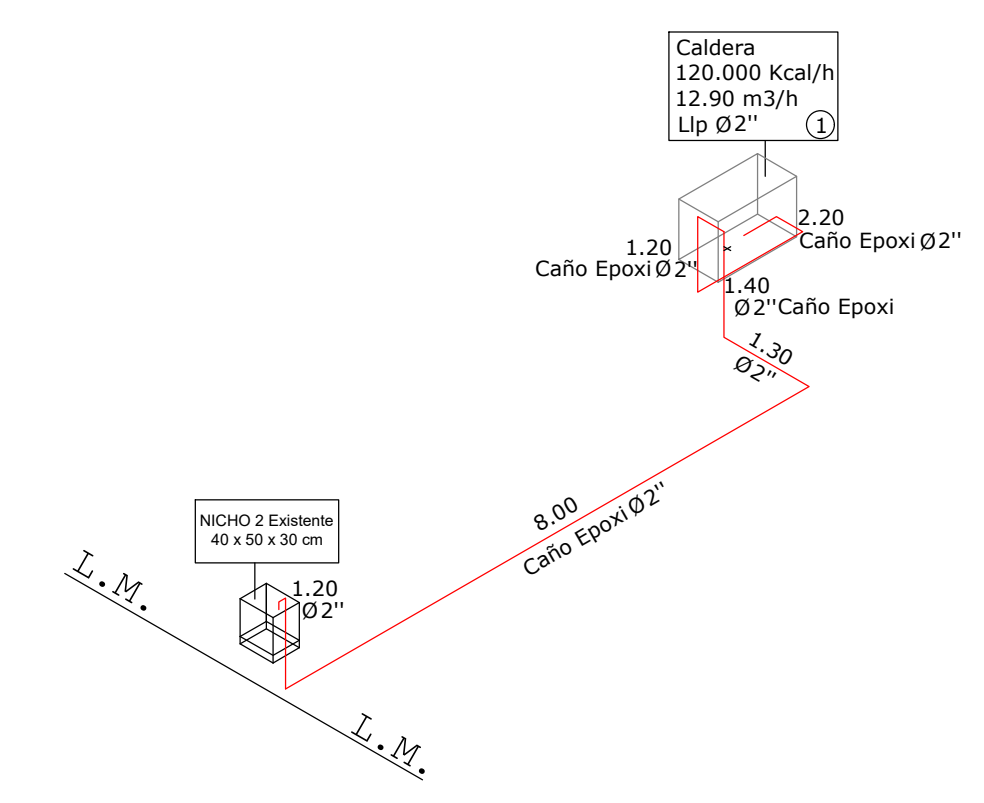 Caldera
120.000 Kcal/h
12.90 m3/h
Llp Ø2''
1
2.20
Caño Epoxi Ø2''
1.20
Caño Epoxi Ø2''
1.40
Ø2''Caño Epoxi
1.30
Ø2''
8.00
Caño Epoxi Ø2''
NICHO 2 Existente
40 x 50 x 30 cm
L.M.
1.20
Ø2''
L.M.